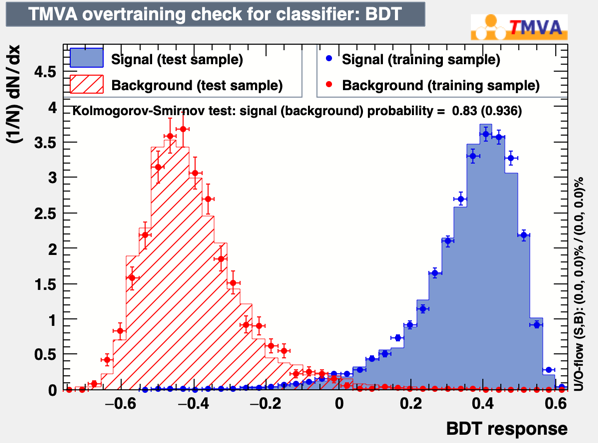 TMVA overtraining check for classifier: BDT
TMVA
Signal (test sample)
Background (test sample)
Signal (training sample)
Background (training sample)
Kolmogorov-Smirnov test: signal (background) probability = 0.83 (0.936)
(1/N) dN/dx
4.5
4
3.5
3
2.5
2
1.5
1
0.5
0
−0.6
−0.4
−0.2
0
0.2
0.4
0.6
BDT response
U/O-flow (S,B): (0.0, 0.0)% / (0.0, 0.0)%